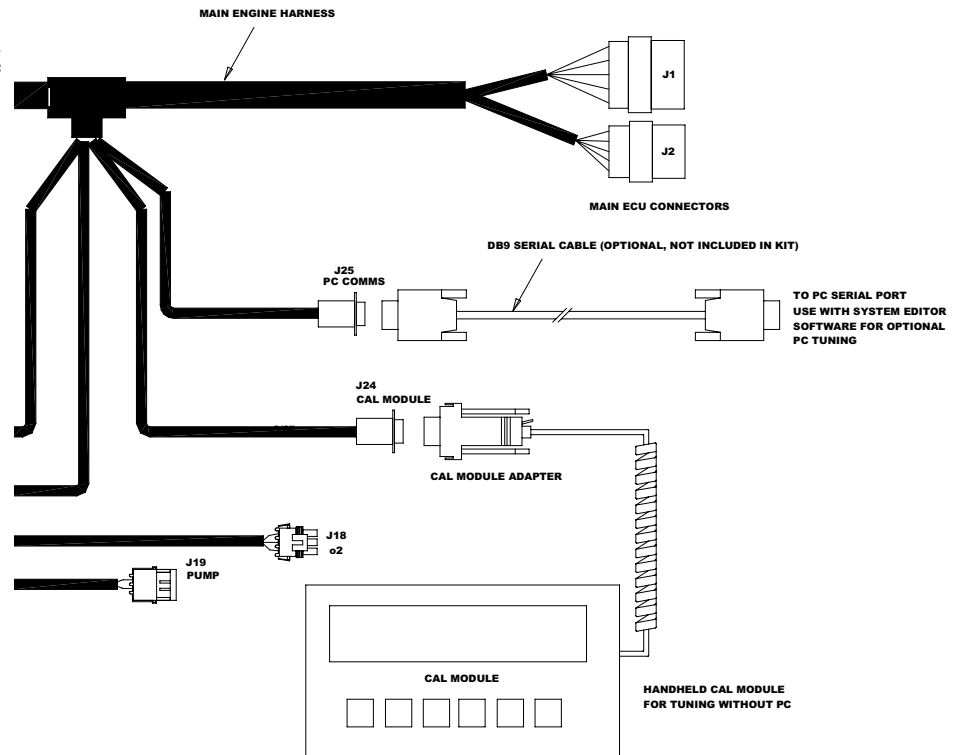 MAIN ENGINE HARNESS
J1
J2
MAIN ECU CONNECTORS
DB9 SERIAL CABLE (OPTIONAL, NOT INCLUDED IN KIT)
J25
PC COMMS
TO PC SERIAL PORT
USE WITH SYSTEM EDITOR
SOFTWARE FOR OPTIONAL
PC TUNING
J24
CAL MODULE
CAL MODULE ADAPTER
J18
o2
J19
PUMP
CAL MODULE
HANDHELD CAL MODULE
FOR TUNING WITHOUT PC